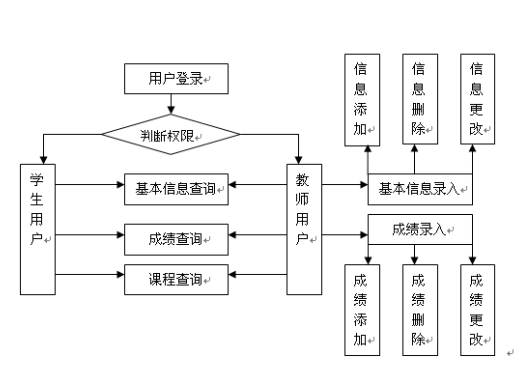 用户登录
判断权限
学生用户
基本信息查询
成绩查询
课程查询
教师用户
信息添加
信息删除
信息更改
基本信息录入
成绩录入
成绩添加
成绩删除
成绩更改